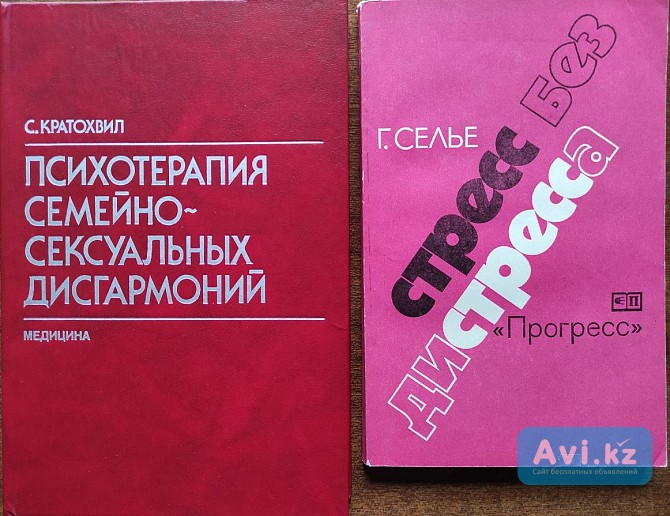 С. КРАТОХВИЛ
ПСИХОТЕРАПИЯ
СЕМЕЙНО~
СЕКСУАЛЬНЫХ
ДИСГАРМОНИЙ
МЕДИЦИНА
Г. СЕЛЬЕ
стресс без
дистресса
«Прогресс»
Avi.kz
Сайт бесплатных объявлений